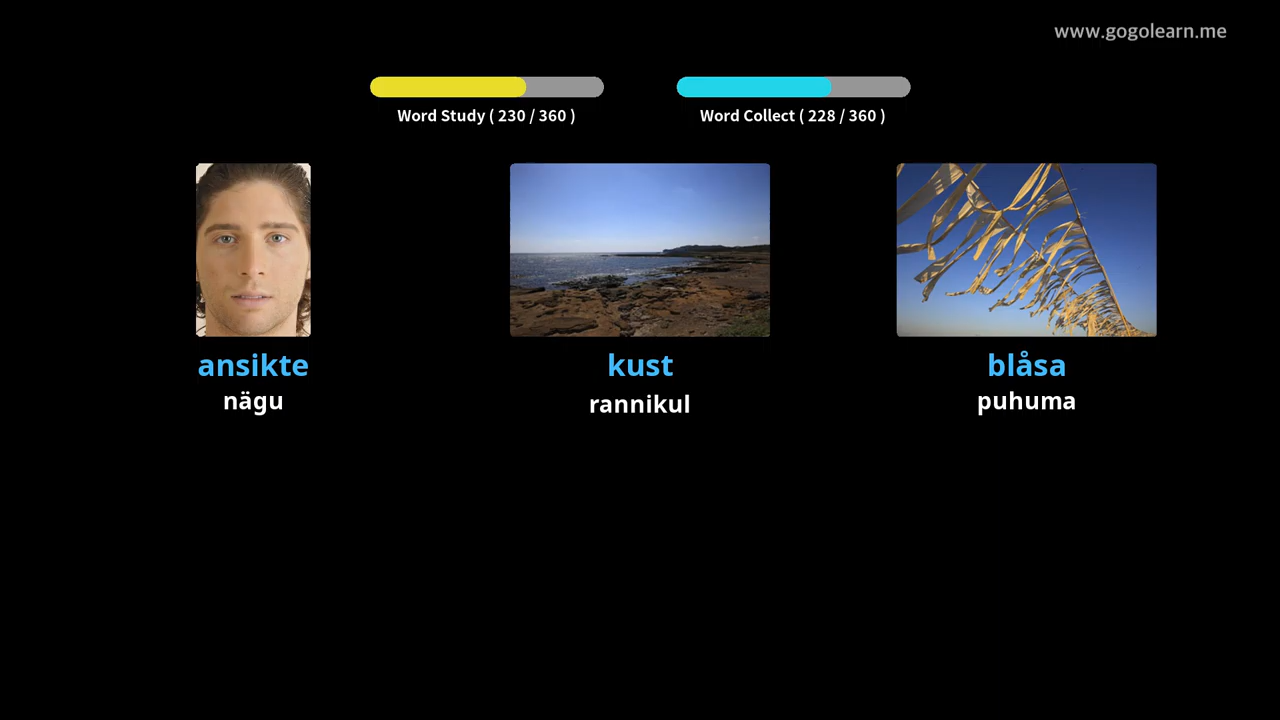 www.gogolearn.me
Word Study ( 230 / 360 )
Word Collect ( 228 / 360 )
ansikte
nägu
kust
rannikul
blåsa
puhuma